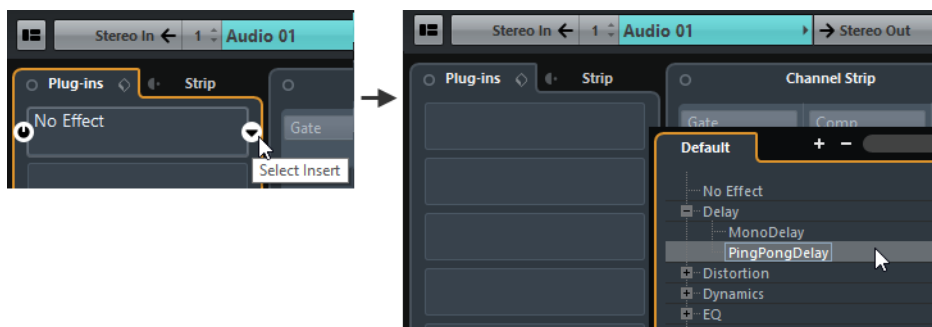 Stereo In 1 Audio 01
Plug-ins Strip
No Effect
Gate
Select Insert
Stereo In 1 Audio 01 Stereo Out
Plug-ins Strip Channel Strip
Gate Comp
Default + −
No Effect
Delay
MonoDelay
PingPongDelay
Distortion
Dynamics
EQ